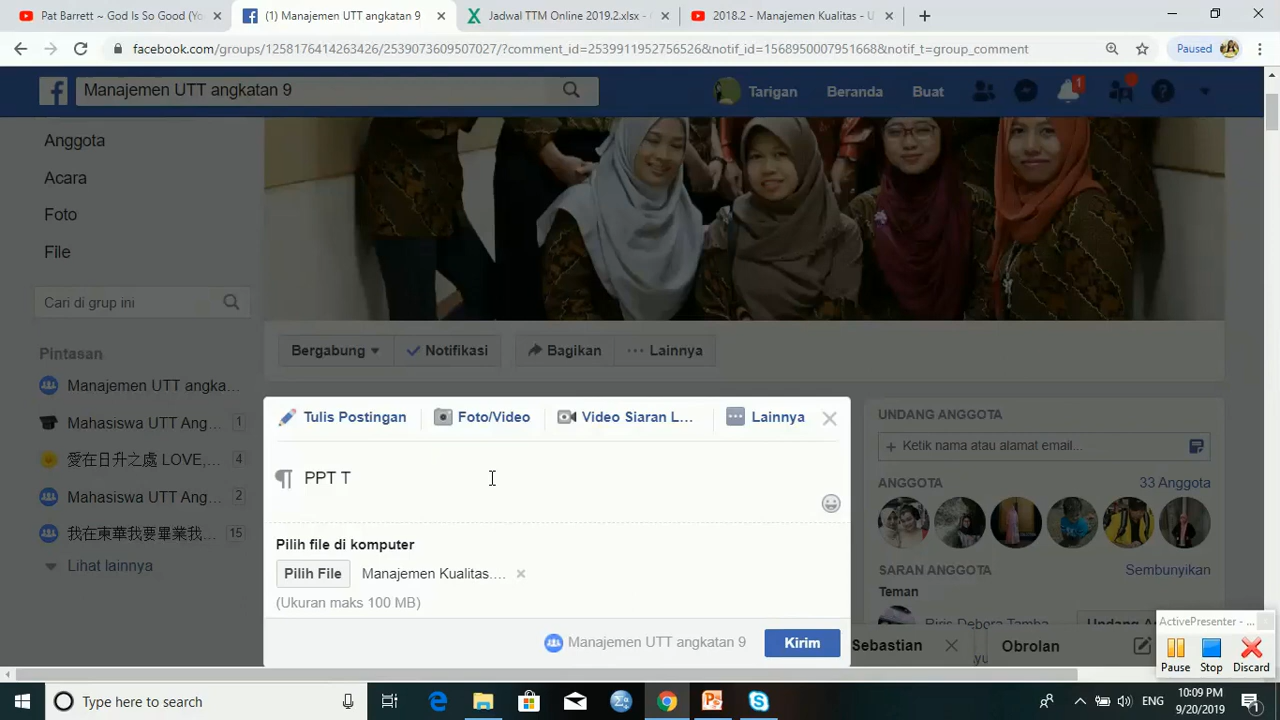 Pat Barrett ~ God Is So Good (Yo
(1) Manajemen UTT angkatan 9
Jadwal TTM Online 2019.2.xlsx -
2018.2 - Manajemen Kualitas - U
facebook.com/groups/1258176414263426/2539073609507027/?comment_id=2539911952756526&notif_id=1568950007951668&notif_t=group_comment
Paused
Manajemen UTT angkatan 9
Tarigan
Beranda
Buat
1
Anggota
Acara
Foto
File
Cari di grup ini
Pintasan
Manajemen UTT angka...
Mahasiswa UTT Ang... 1
愛在日升之處 LOVE,... 4
Mahasiswa UTT Ang... 2
我在東華我要畢業我... 15
Lihat lainnya
Bergabung
Notifikasi
Bagikan
Lainnya
Tulis Postingan
Foto/Video
Video Siaran L...
Lainnya
PPT T
Pilih file di komputer
Pilih File
Manajemen Kualitas....
(Ukuran maks 100 MB)
Manajemen UTT angkatan 9
Kirim
UNDANG ANGGOTA
Ketik nama atau alamat email...
ANGGOTA
33 Anggota
SARAN ANGGOTA
Sembunyikan
Teman
Sebastian
Obrolan
ActivePresenter - ...
Pause
Stop
Discard
Type here to search
ENG
10:09 PM
9/20/2019
1